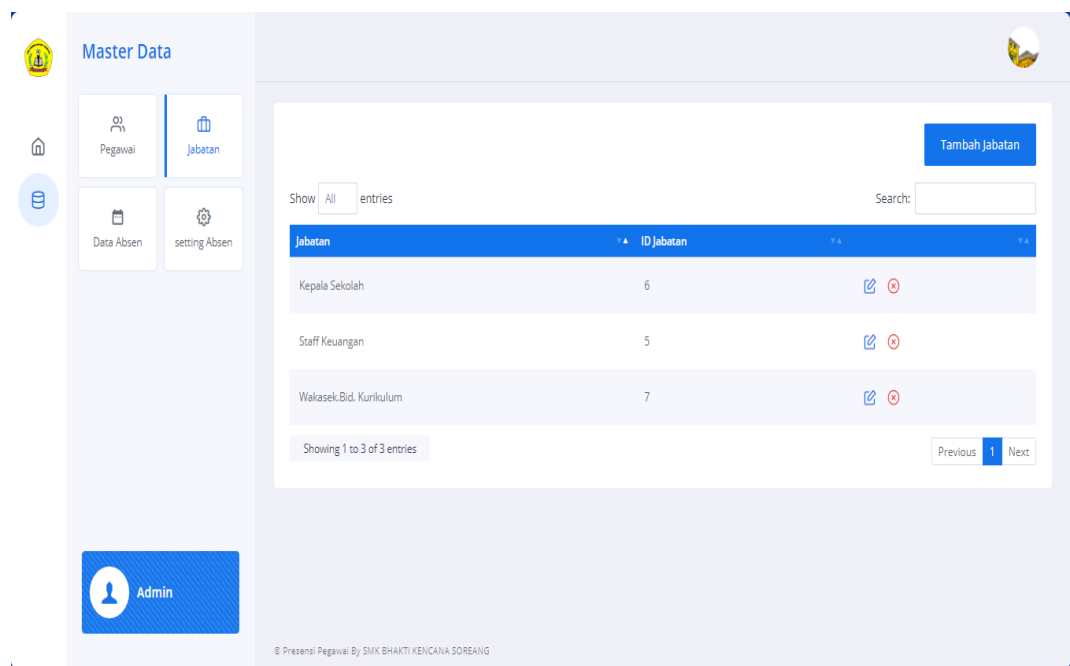 Master Data
Pegawai
Jabatan
Data Absen
setting Absen
Admin
Tambah Jabatan
Show All entries
Search:
Jabatan ID Jabatan
Kepala Sekolah 6
Staff Keuangan 5
Wakasek.Bid. Kurikulum 7
Showing 1 to 3 of 3 entries
Previous 1 Next
© Presensi Pegawai By SMK BHAKTI KENCANA SOREANG